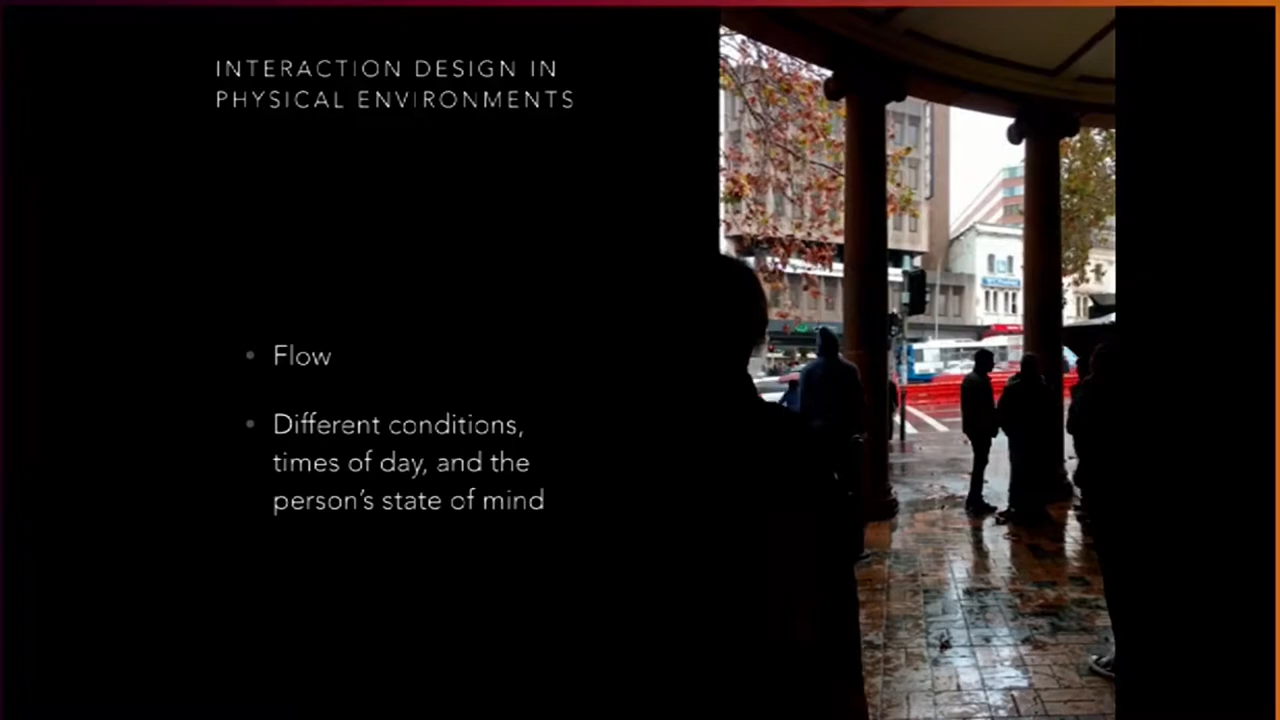 INTERACTION DESIGN IN
PHYSICAL ENVIRONMENTS
• Flow
• Different conditions,
times of day, and the
person’s state of mind